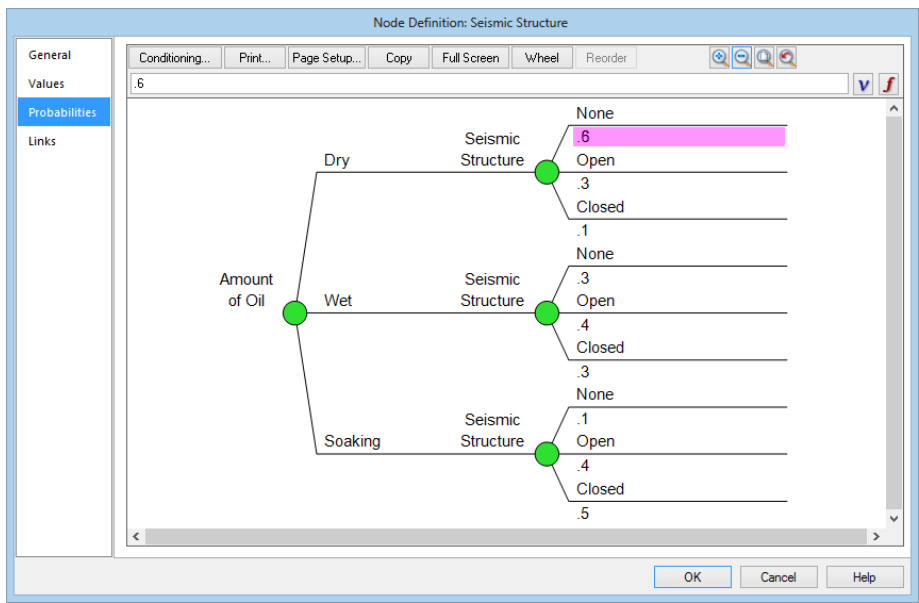 Node Definition: Seismic Structure
General
Values
Probabilities
Links
Conditioning... Print... Page Setup... Copy Full Screen Wheel Reorder
.6 v f
None
.6
Seismic
Structure
Dry
Open
.3
Closed
.1
None
.3
Amount
of Oil
Seismic
Structure
Wet
Open
.4
Closed
.3
None
.1
Seismic
Structure
Soaking
Open
.4
Closed
.5
OK Cancel Help